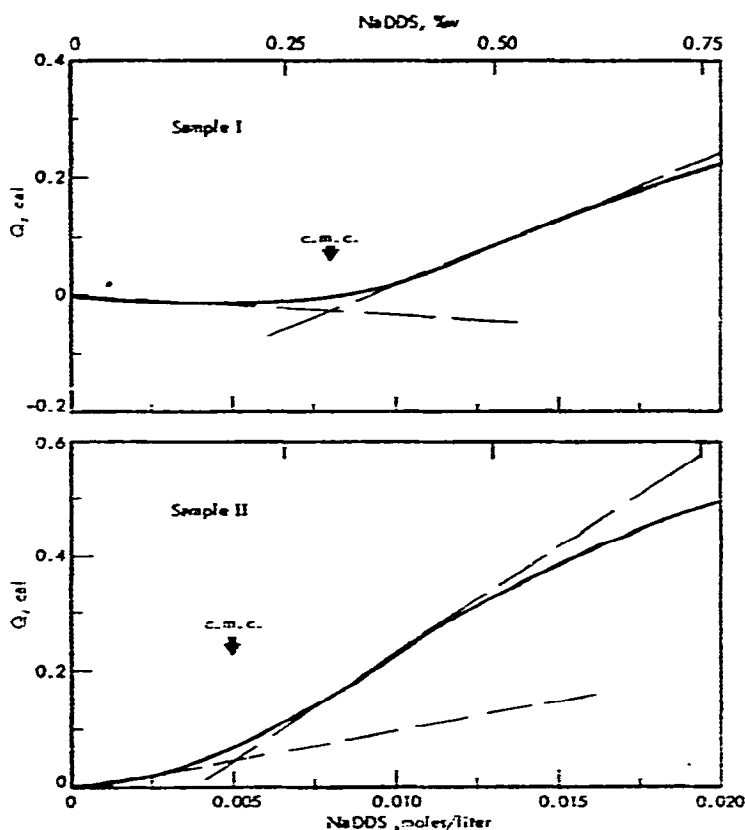 NaDDS, %w
0 0.25 0.50 0.75
0.4
Sample I
0.2
Q, cal
c.m.c.
0
-0.2
0.6
Sample II
0.4
Q, cal
c.m.c.
0.2
0
0 0.005 0.010 0.015 0.020
NaDDS, moles/liter